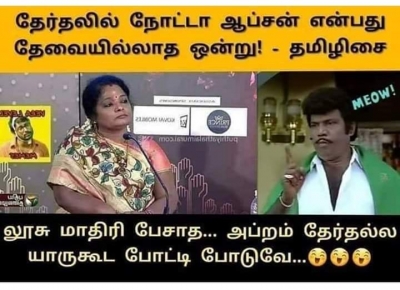 தேர்தலில் நோட்டா ஆப்சன் என்பது
தேவையில்லாத ஒன்று! - தமிழிசை
MEOW!
லூசு மாதிரி பேசாத... அப்றம் தேர்தல்ல
யாருகூட போட்டி போடுவே...😁😁😁